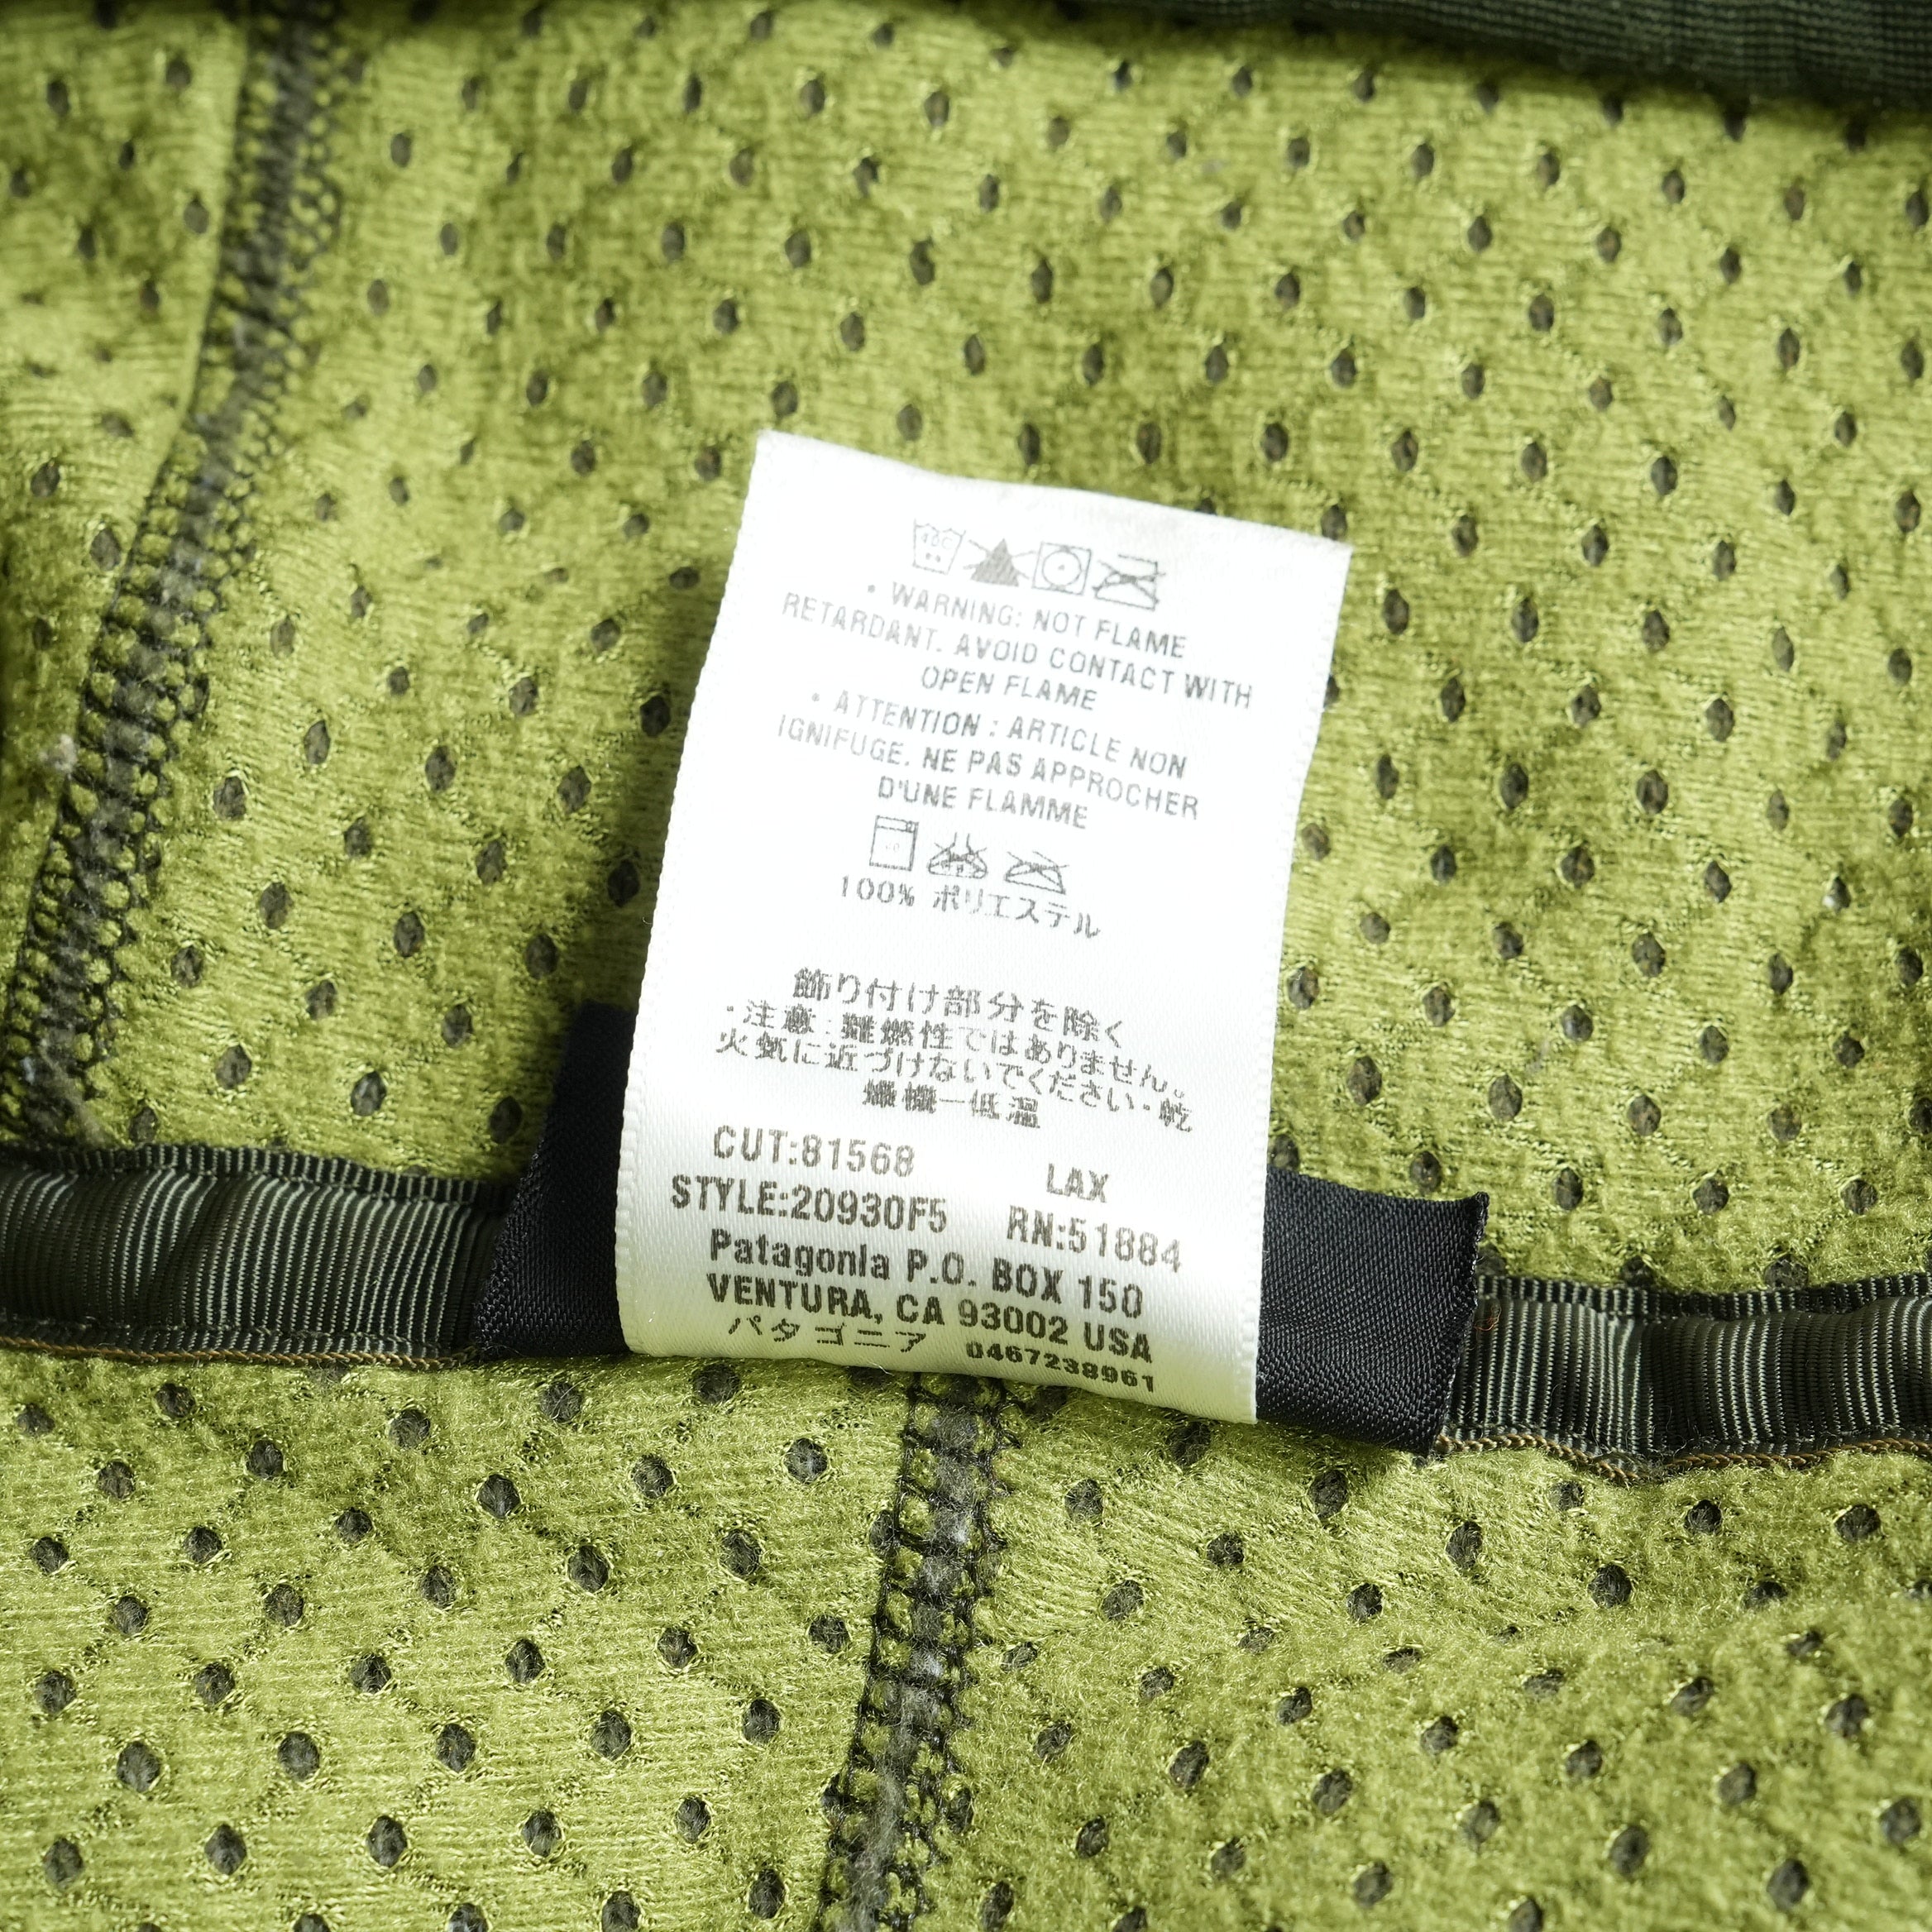 • WARNING: NOT FLAME
RETARDANT. AVOID CONTACT WITH
OPEN FLAME
• ATTENTION : ARTICLE NON
IGNIFUGE. NE PAS APPROCHER
D'UNE FLAMME
100% ポリエステル
飾り付け部分を除く
・注意:難燃性ではありません。
火気に近づけないでください・乾
燥機一低温
CUT:81568 LAX
STYLE:20930F5 RN:51884
Patagonia P.O. BOX 150
VENTURA, CA 93002 USA
パタゴニア 0467238961